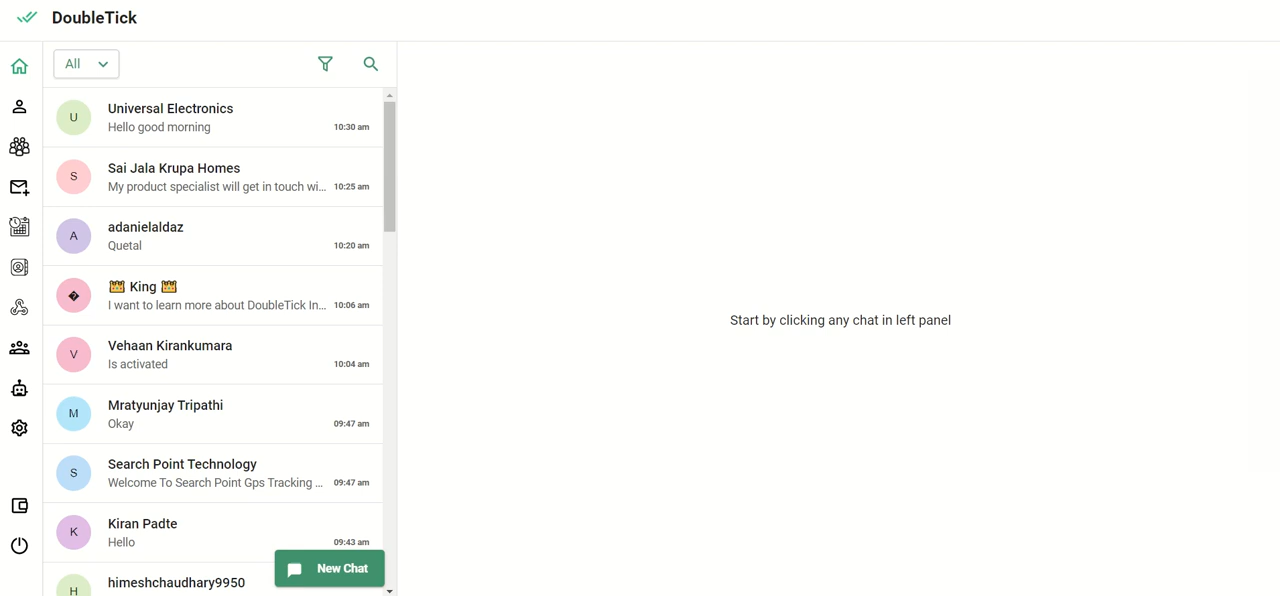 DoubleTick
All
U
Universal Electronics
Hello good morning
10:30 am
S
Sai Jala Krupa Homes
My product specialist will get in touch wi...
10:25 am
A
adanielaldaz
Quetal
10:20 am
�
👑 King 👑
I want to learn more about DoubleTick In...
10:06 am
V
Vehaan Kirankumara
Is activated
10:04 am
M
Mratyunjay Tripathi
Okay
09:47 am
S
Search Point Technology
Welcome To Search Point Gps Tracking ...
09:47 am
K
Kiran Padte
Hello
09:43 am
H
himeshchaudhary9950
New Chat
Start by clicking any chat in left panel